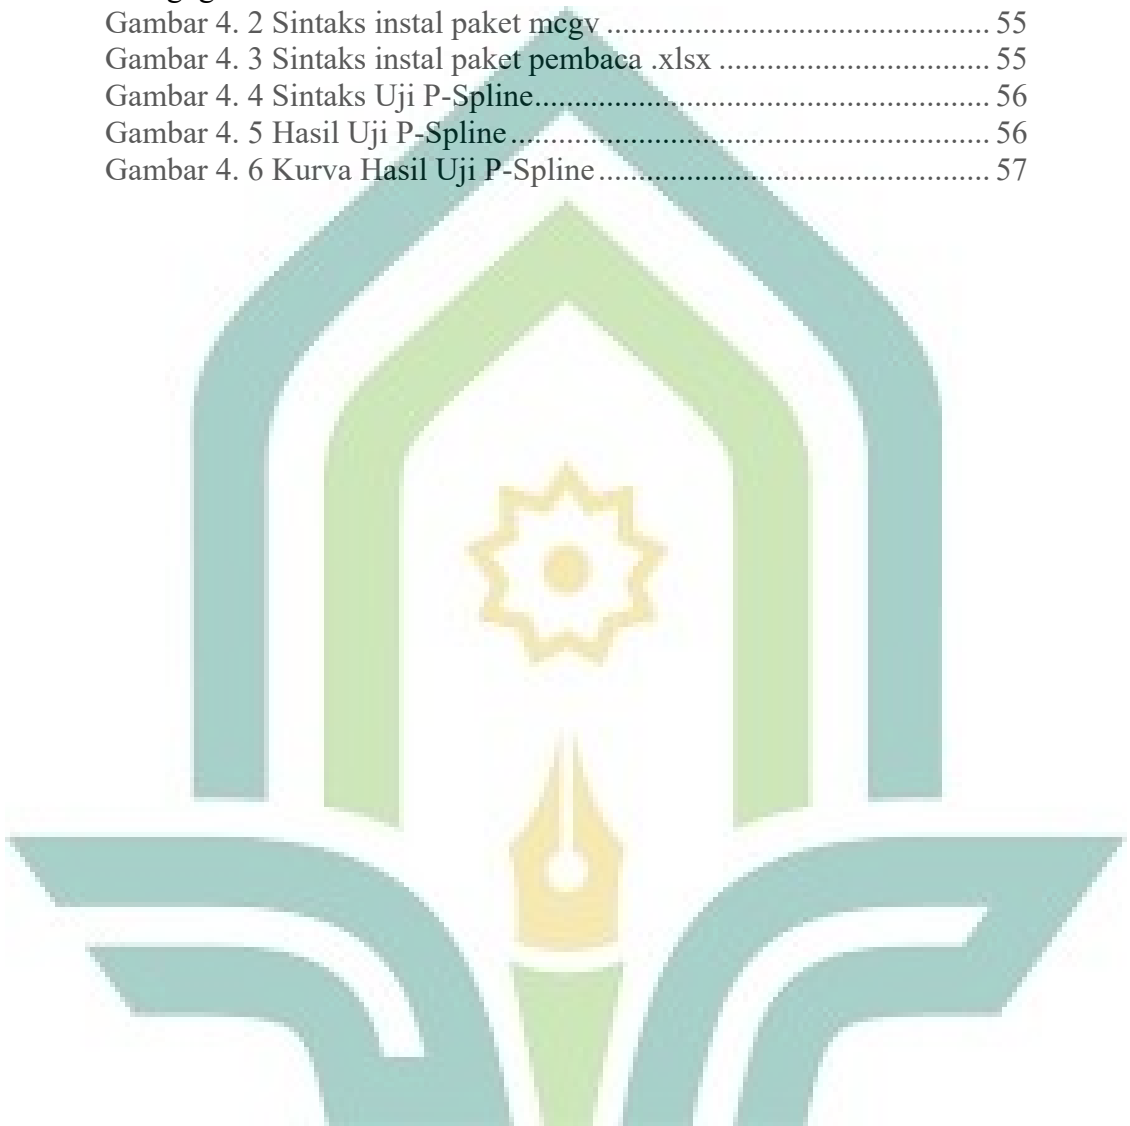 Gambar 4. 2 Sintaks instal paket mcgv ............................................... 55
Gambar 4. 3 Sintaks instal paket pembaca .xlsx ................................. 55
Gambar 4. 4 Sintaks Uji P-Spline....................................................... 56
Gambar 4. 5 Hasil Uji P-Spline.......................................................... 56
Gambar 4. 6 Kurva Hasil Uji P-Spline................................................ 57